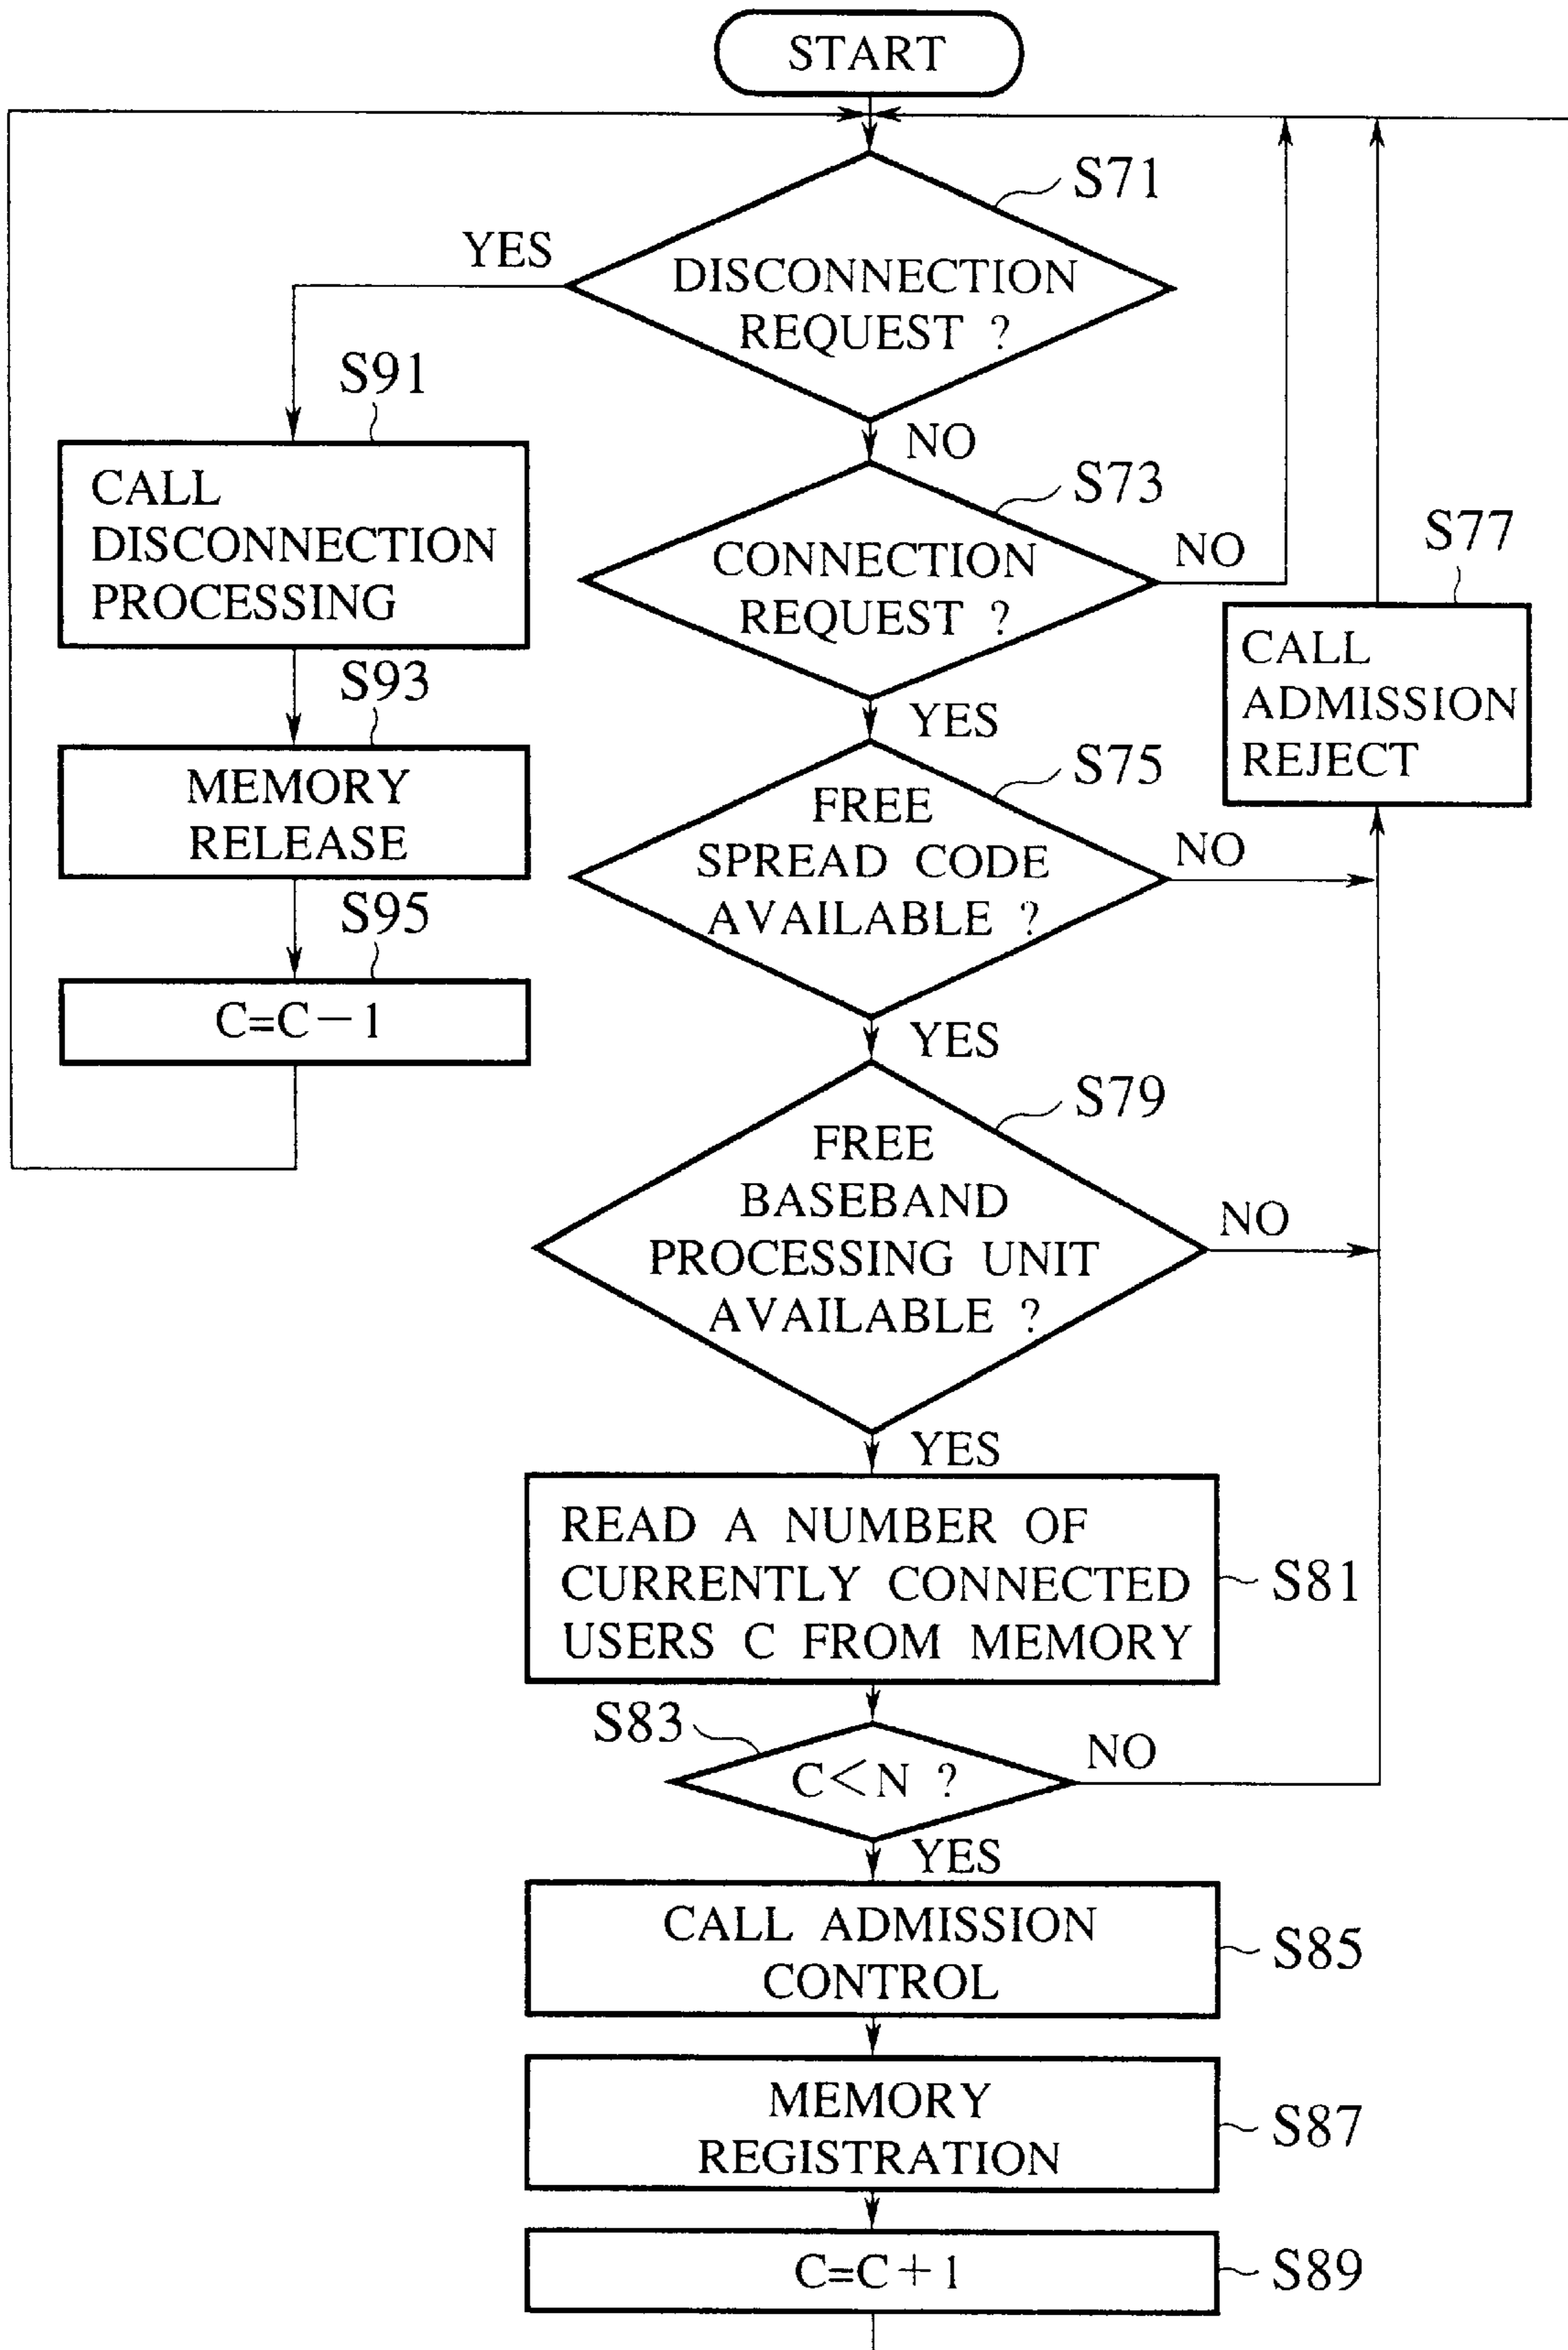 START
S71
YES
DISCONNECTION
REQUEST ?
S91
NO
CALL
DISCONNECTION
PROCESSING
S73
CONNECTION
REQUEST ?
NO
S77
CALL
ADMISSION
REJECT
S93
YES
MEMORY
RELEASE
S75
FREE
SPREAD CODE
AVAILABLE ?
NO
S95
C=C−1
YES
S79
FREE
BASEBAND
PROCESSING UNIT
AVAILABLE ?
NO
YES
READ A NUMBER OF
CURRENTLY CONNECTED
USERS C FROM MEMORY
S81
S83
C<N ?
NO
YES
CALL ADMISSION
CONTROL
S85
MEMORY
REGISTRATION
S87
C=C+1
S89